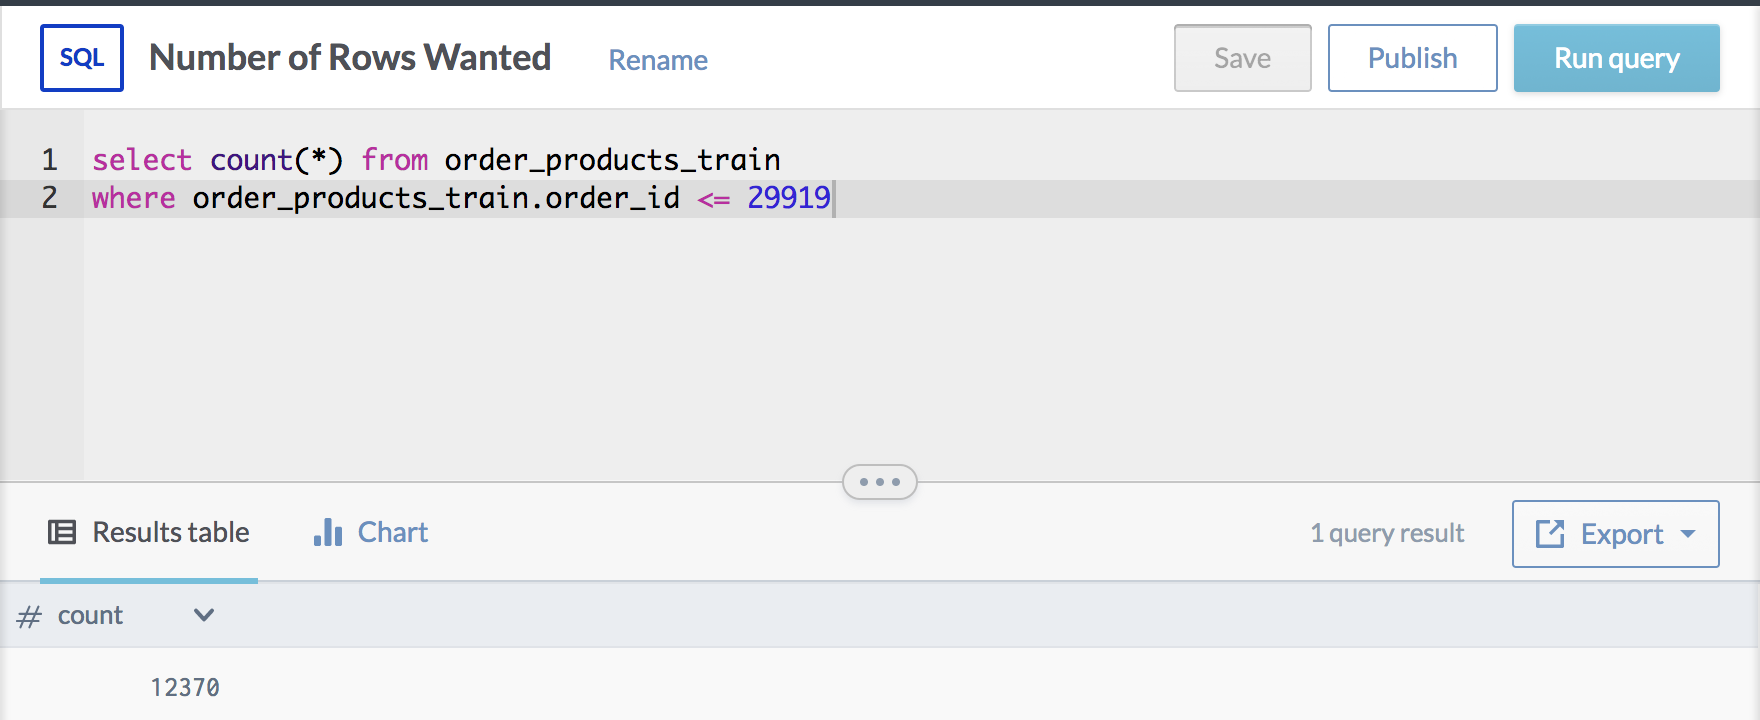 SQL Number of Rows Wanted Rename Save Publish Run query
1 select count(*) from order_products_train
2 where order_products_train.order_id <= 29919
Results table Chart 1 query result Export
# count
12370